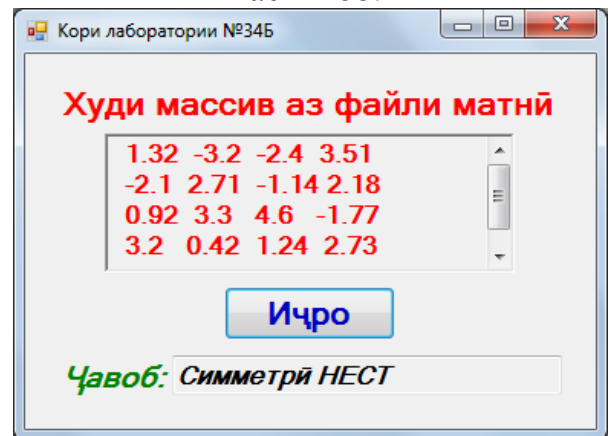 Кори лаборатории №34Б
Худи массив аз файли матнӣ
1.32 -3.2 -2.4 3.51
-2.1 2.71 -1.14 2.18
0.92 3.3 4.6 -1.77
3.2 0.42 1.24 2.73
Иҷро
Ҷавоб: Симметрӣ НЕСТ